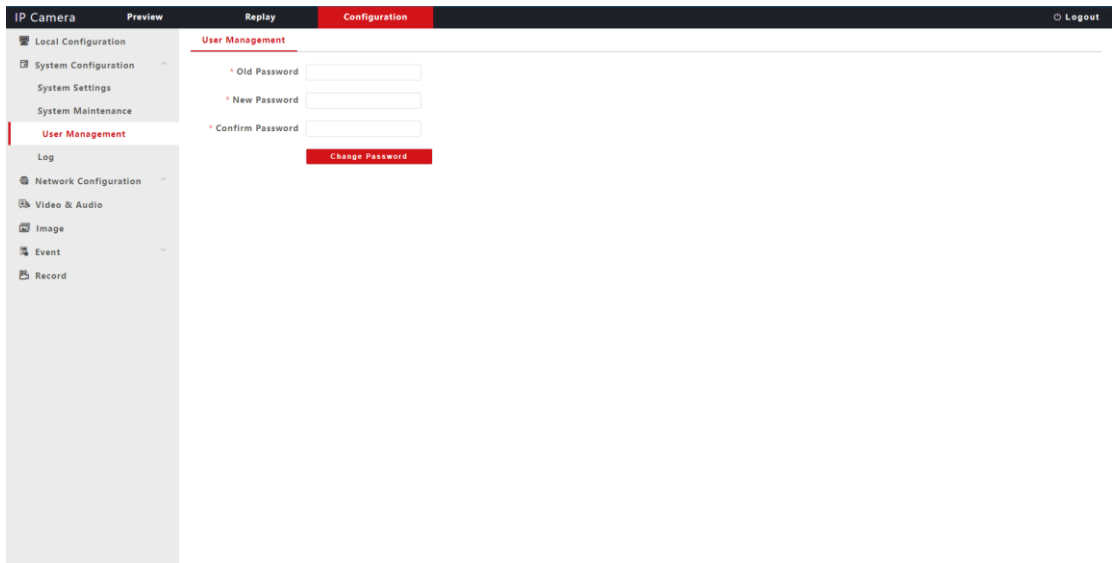 IP Camera Preview Replay Configuration Logout
Local Configuration
System Configuration
System Settings
System Maintenance
User Management
Log
Network Configuration
Video & Audio
Image
Event
Record
User Management
* Old Password
* New Password
* Confirm Password
Change Password